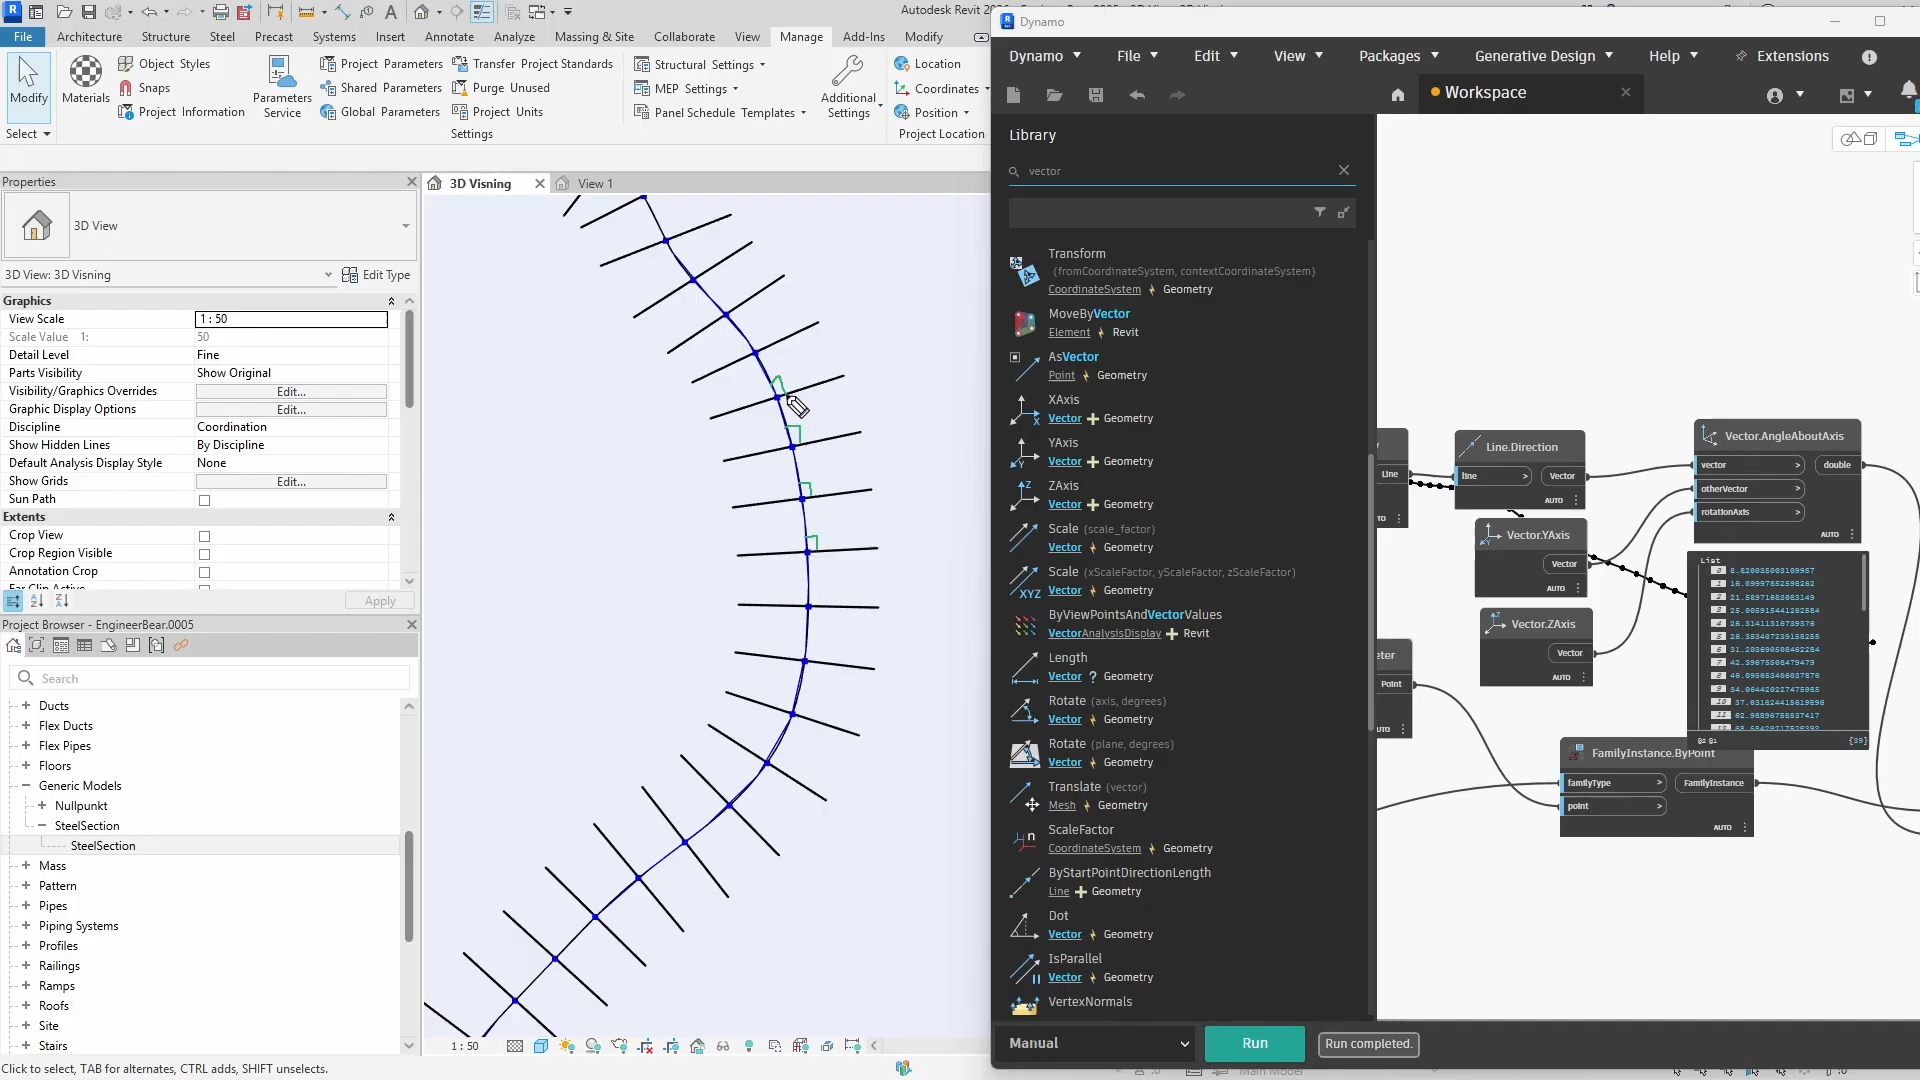 Dynamo
File
Architecture
Structure
Steel
Precast
Systems
Insert
Annotate
Analyze
Massing & Site
Collaborate
View
Manage
Add-Ins
Modify
Modify
Select
Materials
Object Styles
Snaps
Project Information
Parameters Service
Project Parameters
Shared Parameters
Global Parameters
Transfer Project Standards
Purge Unused
Project Units
Settings
Structural Settings
MEP Settings
Panel Schedule Templates
Additional Settings
Location
Coordinates
Position
Project Location
Properties
3D View
3D View: 3D Visning
Edit Type
Graphics
View Scale 1 : 50
Scale Value 1: 50
Detail Level Fine
Parts Visibility Show Original
Visibility/Graphics Overrides Edit...
Graphic Display Options Edit...
Discipline Coordination
Show Hidden Lines By Discipline
Default Analysis Display Style None
Show Grids Edit...
Sun Path
Extents
Crop View
Crop Region Visible
Annotation Crop
Apply
Project Browser - EngineerBear.0005
Search
Ducts
Flex Ducts
Flex Pipes
Floors
Generic Models
Nullpunkt
SteelSection
SteelSection
Mass
Pattern
Pipes
Piping Systems
Profiles
Railings
Ramps
Roofs
Site
Stairs
Click to select, TAB for alternates, CTRL adds, SHIFT unselects.
3D Visning
View 1
1 : 50
Dynamo File Edit View Packages Generative Design Help Extensions
Workspace
Library
vector
Transform
(fromCoordinateSystem, contextCoordinateSystem)
CoordinateSystem Geometry
MoveByVector
Element Revit
AsVector
Point Geometry
XAxis
Vector Geometry
YAxis
Vector Geometry
ZAxis
Vector Geometry
Scale (scale_factor)
Vector Geometry
Scale (xScaleFactor, yScaleFactor, zScaleFactor)
Vector Geometry
ByViewPointsAndVectorValues
VectorAnalysisDisplay Revit
Length
Vector ? Geometry
Rotate (axis, degrees)
Vector Geometry
Rotate (plane, degrees)
Vector Geometry
Translate (vector)
Mesh Geometry
ScaleFactor
CoordinateSystem Geometry
ByStartPointDirectionLength
Line Geometry
Dot
Vector Geometry
IsParallel
Vector Geometry
VertexNormals
Line
Line.Direction
line > Vector
AUTO
Vector.YAxis
Vector
AUTO
Vector.ZAxis
Vector
AUTO
Vector.AngleAboutAxis
vector > double
otherVector >
rotationAxis >
AUTO
List
{39}
Point
FamilyInstance.ByPoint
familyType > FamilyInstance
point >
AUTO
Manual
Run
Run completed.
Main Model